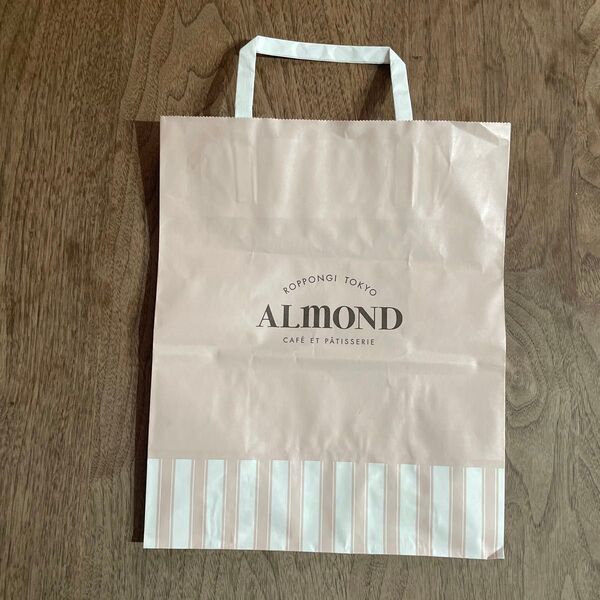 ROPPONGI TOKYO
ALMOND
CAFÉ ET PÂTISSERIE